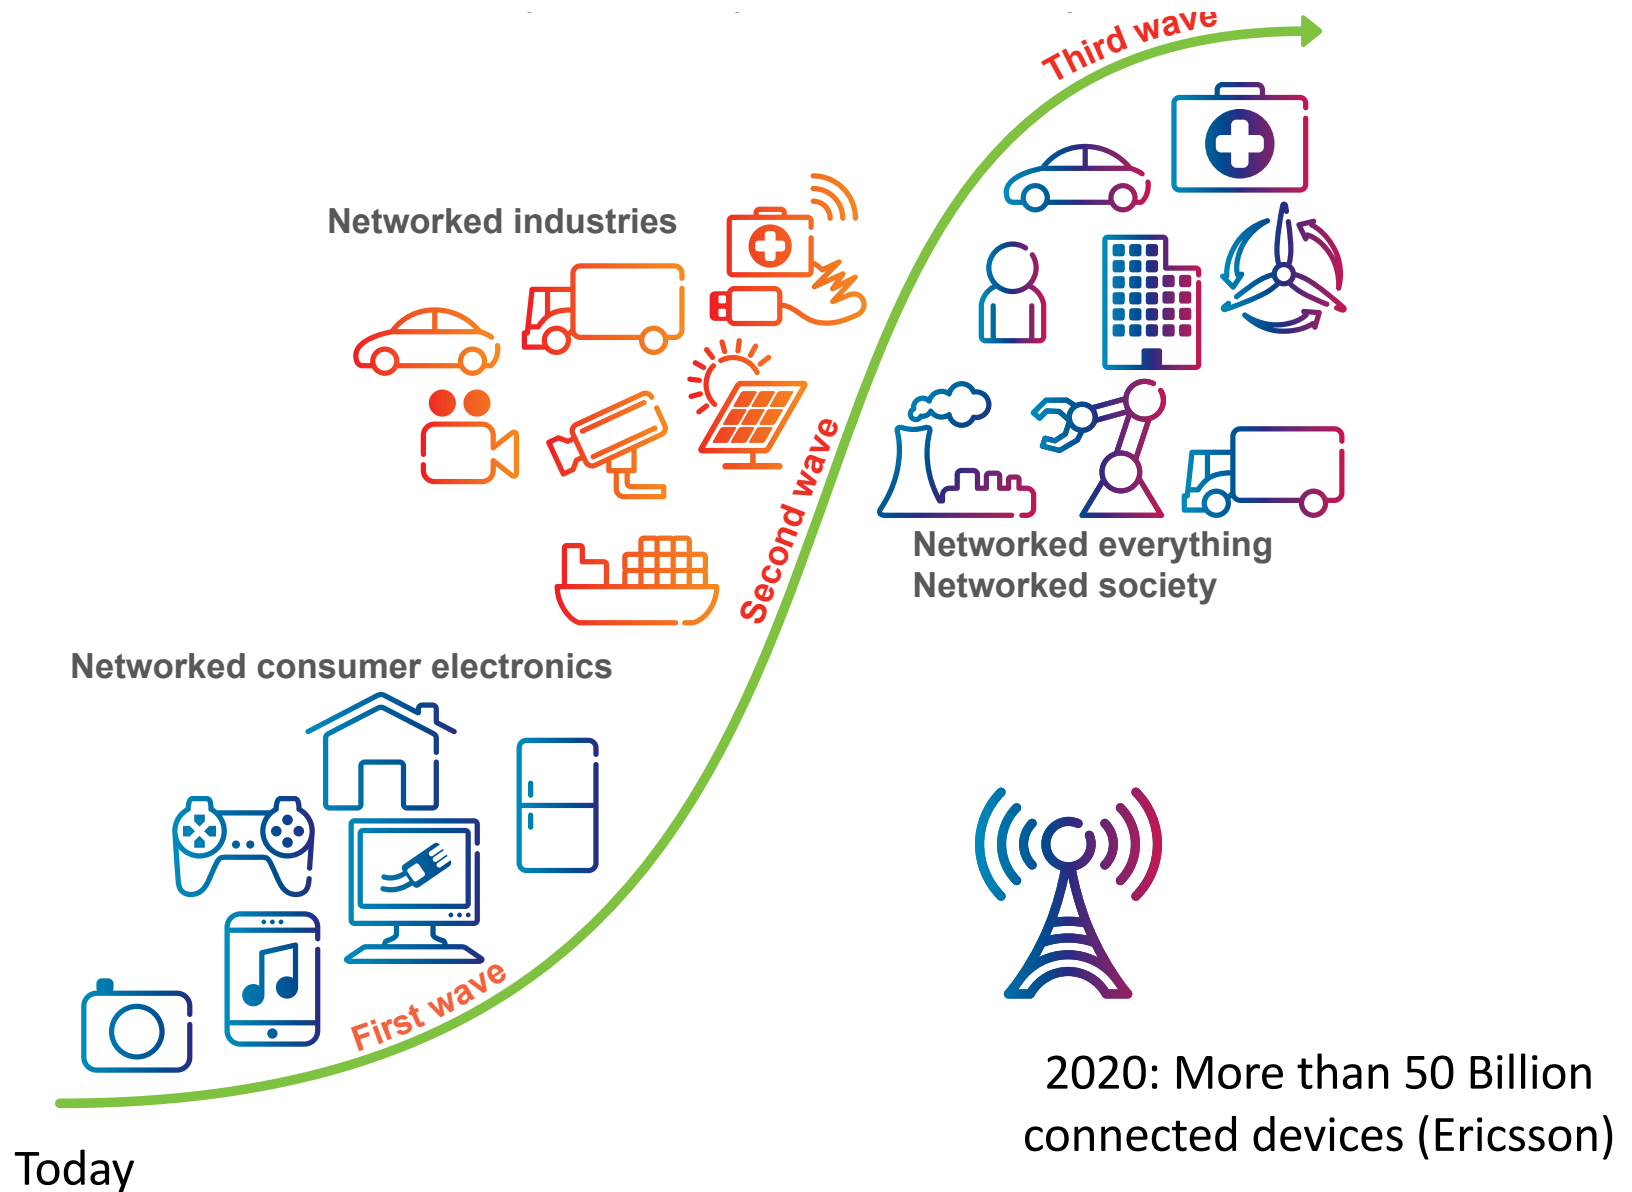 Third wave
Networked industries
Second wave
Networked everything
Networked society
Networked consumer electronics
First wave
2020: More than 50 Billion
connected devices (Ericsson)
Today